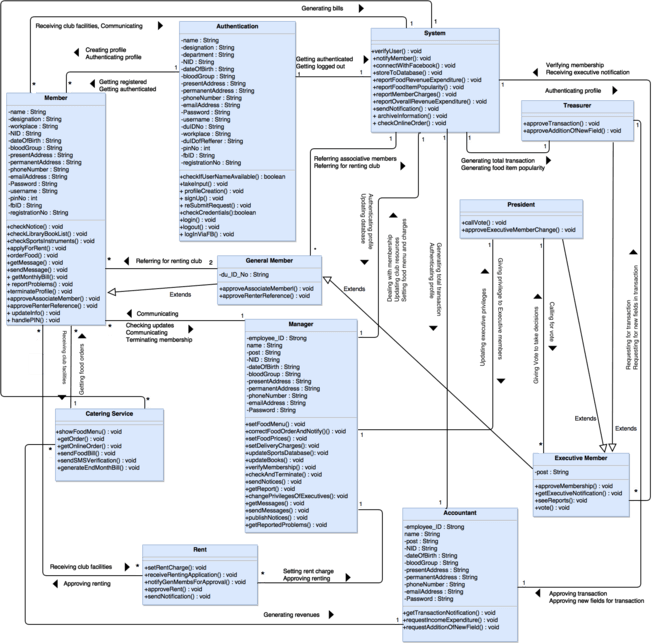 Generating bills
Receiving club facilities, Communicating
Authentication
-name : String
-designation : String
-department : String
-NID : String
-dateOfBirth : String
-bloodGroup : String
-presentAddress : String
-permanentAddress : String
-phoneNumber : String
-emailAddress : String
-Password : String
-username : String
-duIDNo : String
-workplace : String
-duIDofRefferer : String
-pinNo : int
-fbID : String
-registrationNo : String
+checkIfUserNameAvailable() : boolean
+takeInput() : void
+ profileCreation() : void
+ signUp() : void
+ reSubmitRequest() : void
+checkCredentials():boolean
+login() : void
+logout() : void
+ logInViaFB() : void
System
+verifyUser() : void
+notifyMember() : void
+connectWithFacebook() : void
+storeToDatabase() : void
+reportFoodRevenueExpenditure() : void
+reportFoodItemPopularity() : void
+reportMemberCharges() : void
+reportOverallRevenueExpenditure() : void
+sendNotification() : void
+ archiveInformation() : void
+ checkOnlineOrder() : void
Creating profile
Authenticating profile
Getting registered
Getting authenticated
Getting authenticated
Getting logged out
Verifying membership
Receiving executive notification
Authenticating profile
Treasurer
+approveTransaction() : void
+approveAdditionOfNewField() : void
Generating total transaction
Generating food item popularity
Member
-name : String
-designation : String
-workplace : String
-NID : String
-dateOfBirth : String
-bloodGroup : String
-presentAddress : String
-permanentAddress : String
-phoneNumber : String
-emailAddress : String
-Password : String
-username : String
-pinNo : int
-fbID : String
-registrationNo : String
+checkNotice() : void
+checkLibraryBookList() : void
+checkSportsInstruments() : void
+applyForRent() : void
+orderFood() : void
+getMessage() : void
+sendMessage() : void
+ getMonthlyBill() : void
+ reportProblems() : void
+terminateProfile() : void
+approveAssociateMember() : void
+approveRenterReference() : void
+ updateInfo() : void
+handlePIN() : void
Referring associative members
Referring for renting club
Referring for renting club
General Member
-du_ID_No : String
+approveAssociateMember() : void
+approveRenterReference() : void
Extends
President
+callVote() : void
+approveExecutiveMemberChange() : void
Authenticating profile
Updating database
Dealing with membership
Updating club resources
Setting food menu and charges
Generating total transaction
Authenticating profile
Updating executive privilages
Giving privilege to Executive members
Giving vote to take decisions
Calling for vote
Requesting for transaction
Requesting for new fields in transaction
Communicating
Checking updates
Communicating
Terminating membership
Manager
-employee_ID : Strong
name : String
-post : String
-NID : String
-dateOfBirth : String
-bloodGroup : String
-presentAddress : String
-permanentAddress : String
-phoneNumber : String
-emailAddress : String
-Password : String
+setFoodMenu() : void
+correctFoodOrderAndNotify)() : void
+setFoodPrices() : void
+setDeliveryCharges() : void
+updateSportsDatabase() : void
+updateBooks() : void
+verifyMembership() : void
+checkAndTerminate() : void
+sendNotices() : void
+getReport() : void
+changePrivilegesOfExecutives() : void
+getMessages() : void
+sendMessages() : void
+publishNotices() : void
+getReportedProblems() : void
Receiving club facilities
Getting food orders
Catering Service
+showFoodMenu() : void
+getOrder() : void
+getOnlineOrder() : void
+sendFoodBill() : void
+sendSMSVerification() : void
+generateEndMonthBill() : void
Extends
Extends
Executive Member
-post : String
+approveMembership() : void
+getExecutiveNotification() : void
+seeReports() : void
+vote() : void
Accountant
-employee_ID : Strong
name : String
-post : String
-NID : String
-dateOfBirth : String
-bloodGroup : String
-presentAddress : String
-permanentAddress : String
-phoneNumber : String
-emailAddress : String
-Password : String
+getTransactionNotification() : void
+requestIncomeExpenditure() : void
+requestAdditionOfNewField() : void
Rent
+setRentCharge() : void
+receiveRentingApplication() : void
+notifyGenMembsForApproval() : void
+approveRent() : void
+sendNotification() : void
Receiving club facilities
Approving renting
Setting rent charge
Approving renting
Approving transaction
Approving new fields for transaction
Generating revenues